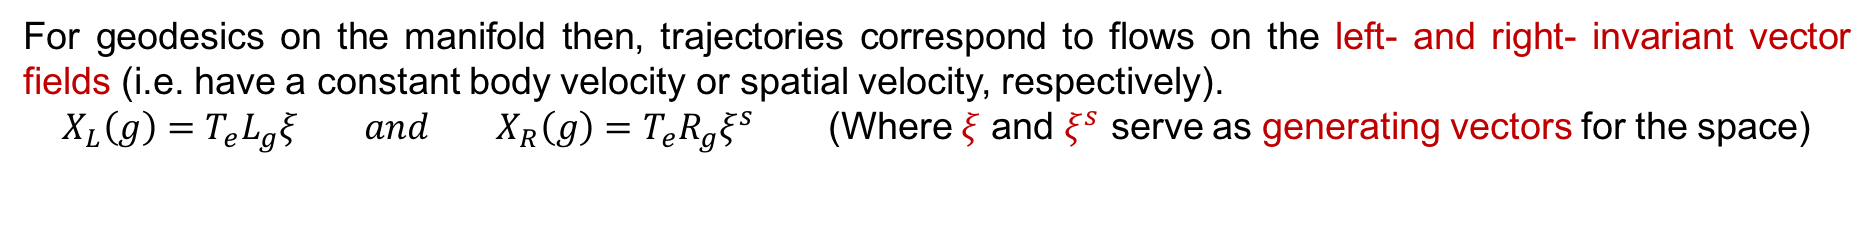 For geodesics on the manifold then, trajectories correspond to flows on the left- and right- invariant vector
fields (i.e. have a constant body velocity or spatial velocity, respectively).
X_L(g) = T_e L_g ξ and X_R(g) = T_e R_g ξ^s (Where ξ and ξ^s serve as generating vectors for the space)